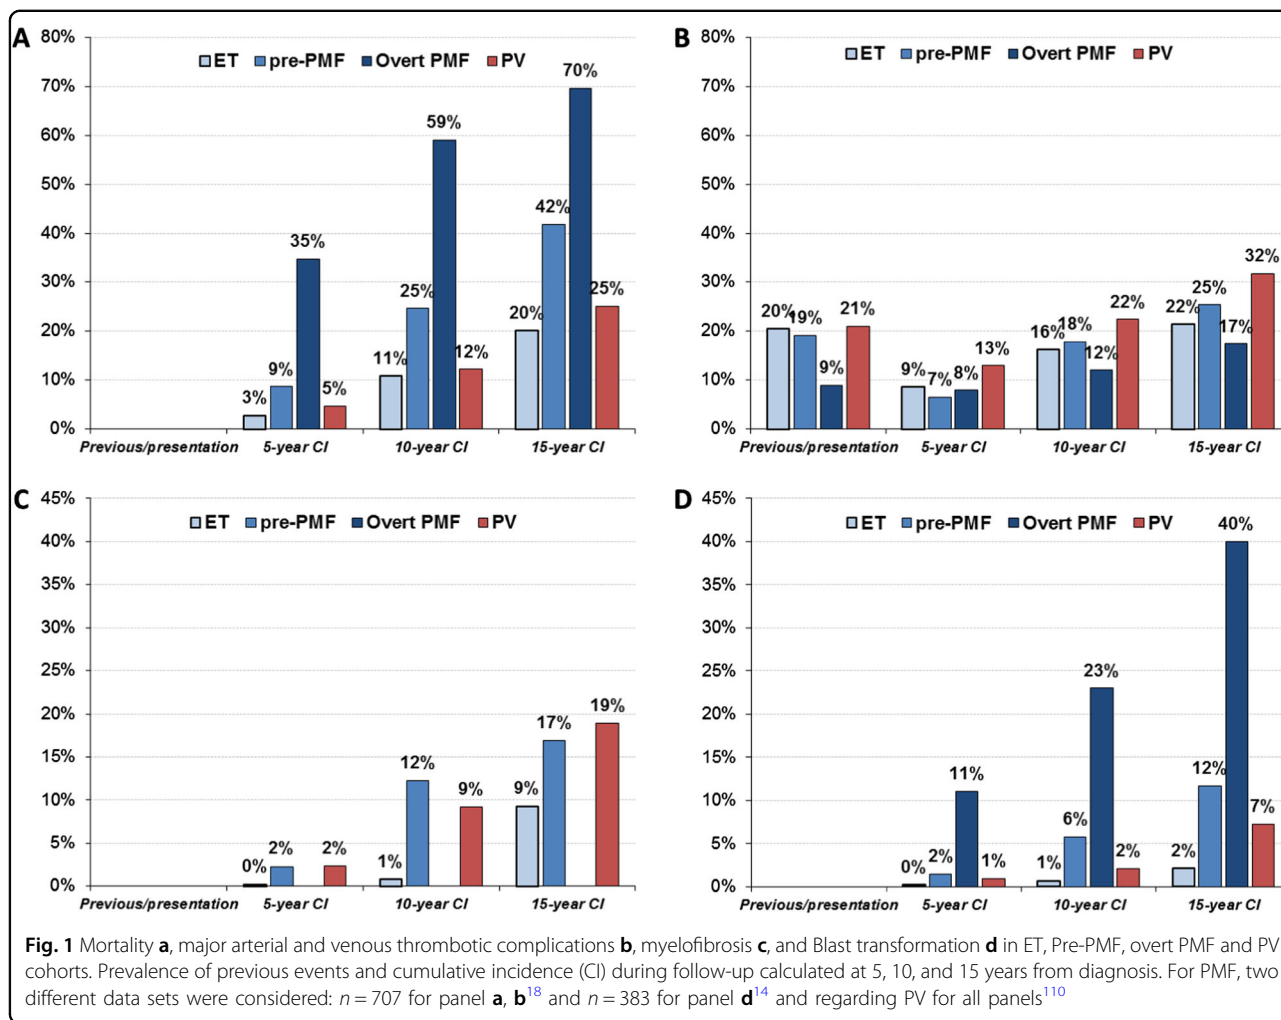 A
80%
70%
60%
50%
40%
30%
20%
10%
0%
ET pre-PMF Overt PMF PV
3% 9% 35% 5%
11% 25% 59% 12%
20% 42% 70% 25%
Previous/presentation 5-year CI 10-year CI 15-year CI
B
80%
70%
60%
50%
40%
30%
20%
10%
0%
ET pre-PMF Overt PMF PV
20% 19% 9% 21%
9% 7% 8% 13%
16% 18% 12% 22%
22% 25% 17% 32%
Previous/presentation 5-year CI 10-year CI 15-year CI
C
45%
40%
35%
30%
25%
20%
15%
10%
5%
0%
ET pre-PMF Overt PMF PV
0% 2% 2%
1% 12% 9%
9% 17% 19%
Previous/presentation 5-year CI 10-year CI 15-year CI
D
45%
40%
35%
30%
25%
20%
15%
10%
5%
0%
ET pre-PMF Overt PMF PV
0% 2% 11% 1%
1% 6% 23% 2%
2% 12% 40% 7%
Previous/presentation 5-year CI 10-year CI 15-year CI
Fig. 1 Mortality a, major arterial and venous thrombotic complications b, myelofibrosis c, and Blast transformation d in ET, Pre-PMF, overt PMF and PV
cohorts. Prevalence of previous events and cumulative incidence (CI) during follow-up calculated at 5, 10, and 15 years from diagnosis. For PMF, two
different data sets were considered: n = 707 for panel a, b18 and n = 383 for panel d14 and regarding PV for all panels110